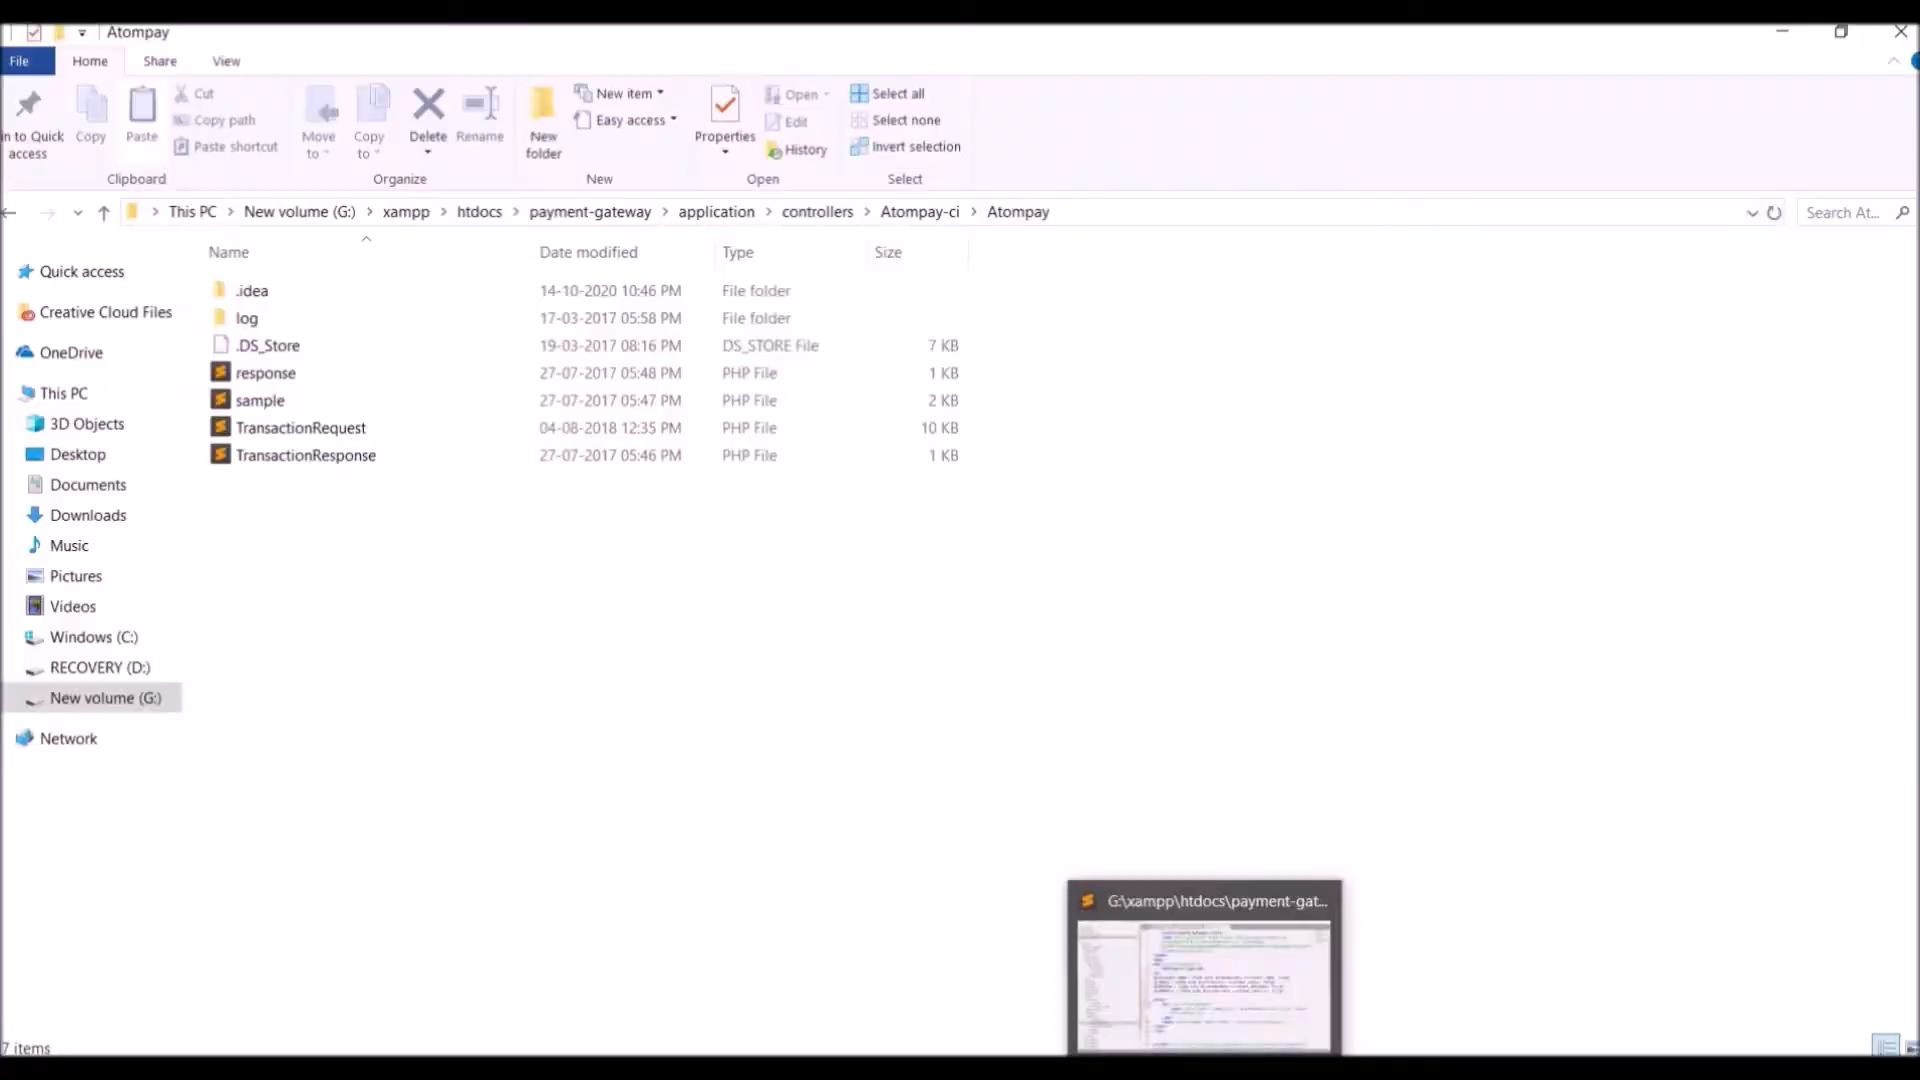 Atompay
File Home Share View
in to Quick access
Copy
Paste
Cut
Copy path
Paste shortcut
Clipboard
Move to
Copy to
Delete
Rename
Organize
New folder
New item
Easy access
New
Properties
Open
Edit
History
Open
Select all
Select none
Invert selection
Select
This PC > New volume (G:) > xampp > htdocs > payment-gateway > application > controllers > Atompay-ci > Atompay
Search At...
Name Date modified Type Size
.idea 14-10-2020 10:46 PM File folder
log 17-03-2017 05:58 PM File folder
.DS_Store 19-03-2017 08:16 PM DS_STORE File 7 KB
response 27-07-2017 05:48 PM PHP File 1 KB
sample 27-07-2017 05:47 PM PHP File 2 KB
TransactionRequest 04-08-2018 12:35 PM PHP File 10 KB
TransactionResponse 27-07-2017 05:46 PM PHP File 1 KB
Quick access
Creative Cloud Files
OneDrive
This PC
3D Objects
Desktop
Documents
Downloads
Music
Pictures
Videos
Windows (C:)
RECOVERY (D:)
New volume (G:)
Network
G:\xampp\htdocs\payment-gat...
7 items